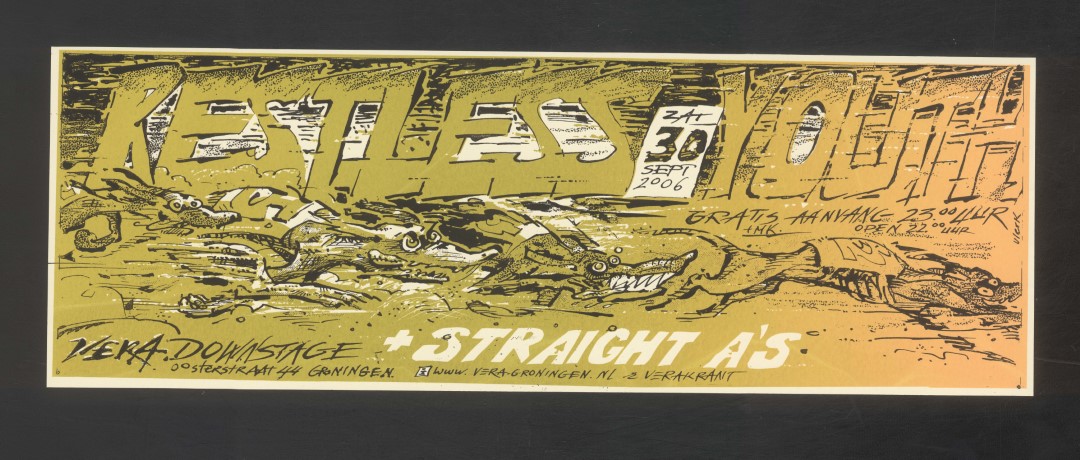 RESTLESS YOUTH
ZAT
30
SEPT
2006
GRATIS AANVANG 23.00 UUR
+MK. OPEN 22.00 UUR
VERA DOWNSTAGE + STRAIGHT A'S.
OOSTERSTRAAT 44 GRONINGEN. WWW. VERA-GRONINGEN.NL & VERAKRANT